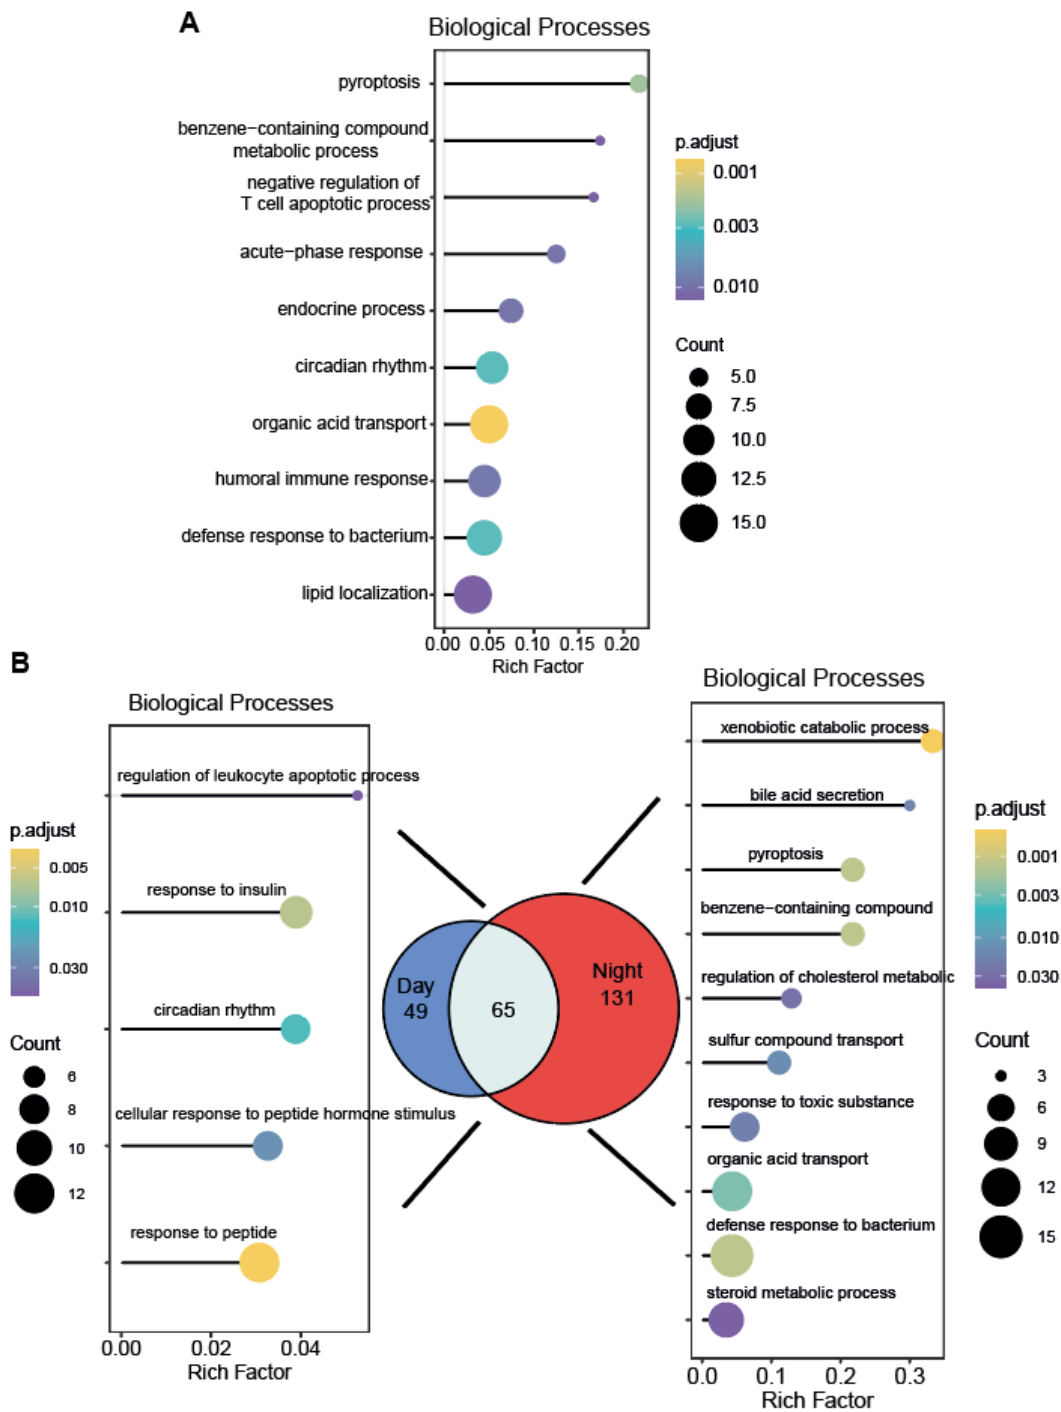 A
Biological Processes
pyroptosis
benzene-containing compound
metabolic process
negative regulation of
T cell apoptotic process
acute-phase response
endocrine process
circadian rhythm
organic acid transport
humoral immune response
defense response to bacterium
lipid localization
0.00 0.05 0.10 0.15 0.20
Rich Factor
p.adjust
0.001
0.003
0.010
Count
5.0
7.5
10.0
12.5
15.0
B
Biological Processes
regulation of leukocyte apoptotic process
response to insulin
circadian rhythm
cellular response to peptide hormone stimulus
response to peptide
0.00 0.02 0.04
Rich Factor
p.adjust
0.005
0.010
0.030
Count
6
8
10
12
Day
49
65
Night
131
Biological Processes
xenobiotic catabolic process
bile acid secretion
pyroptosis
benzene-containing compound
regulation of cholesterol metabolic
sulfur compound transport
response to toxic substance
organic acid transport
defense response to bacterium
steroid metabolic process
0.0 0.1 0.2 0.3
Rich Factor
p.adjust
0.001
0.003
0.010
0.030
Count
3
6
9
12
15